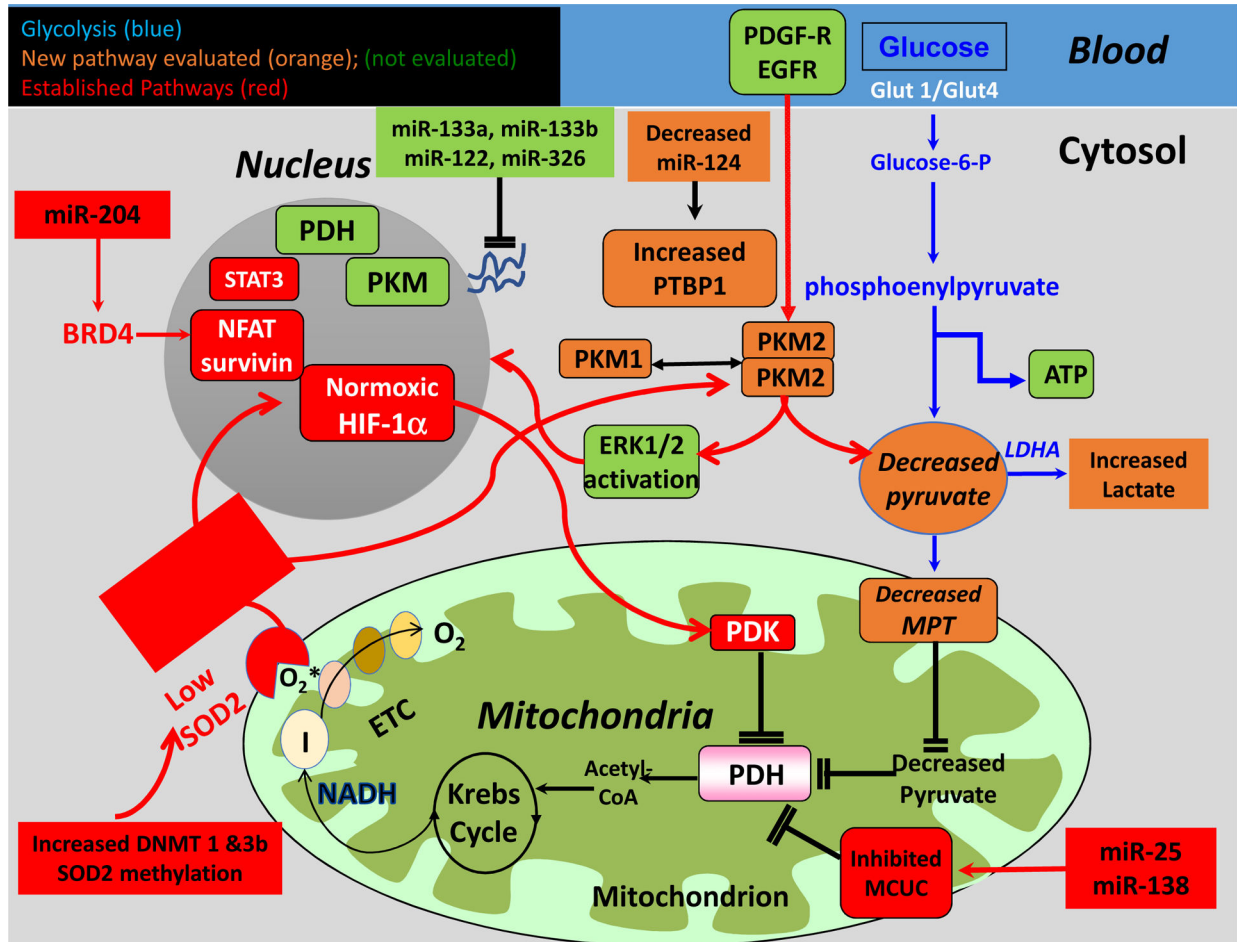 Glycolysis (blue)
New pathway evaluated (orange); (not evaluated)
Established Pathways (red)
PDGF-R
EGFR
Glucose
Glut 1/Glut4
Blood
Cytosol
Nucleus
miR-133a, miR-133b
miR-122, miR-326
Decreased
miR-124
Glucose-6-P
miR-204
PDH
STAT3
PKM
Increased
PTBP1
phosphoenylpyruvate
BRD4
NFAT
survivin
PKM1
PKM2
PKM2
ATP
Normoxic
HIF-1α
ERK1/2
activation
Decreased
pyruvate
LDHA
Increased
Lactate
Decreased
MPT
PDK
O2
O2*
Low
SOD2
ETC
I
Mitochondria
NADH
Krebs
Cycle
Acetyl-
CoA
PDH
Decreased
Pyruvate
Increased DNMT 1 &3b
SOD2 methylation
Mitochondrion
Inhibited
MCUC
miR-25
miR-138